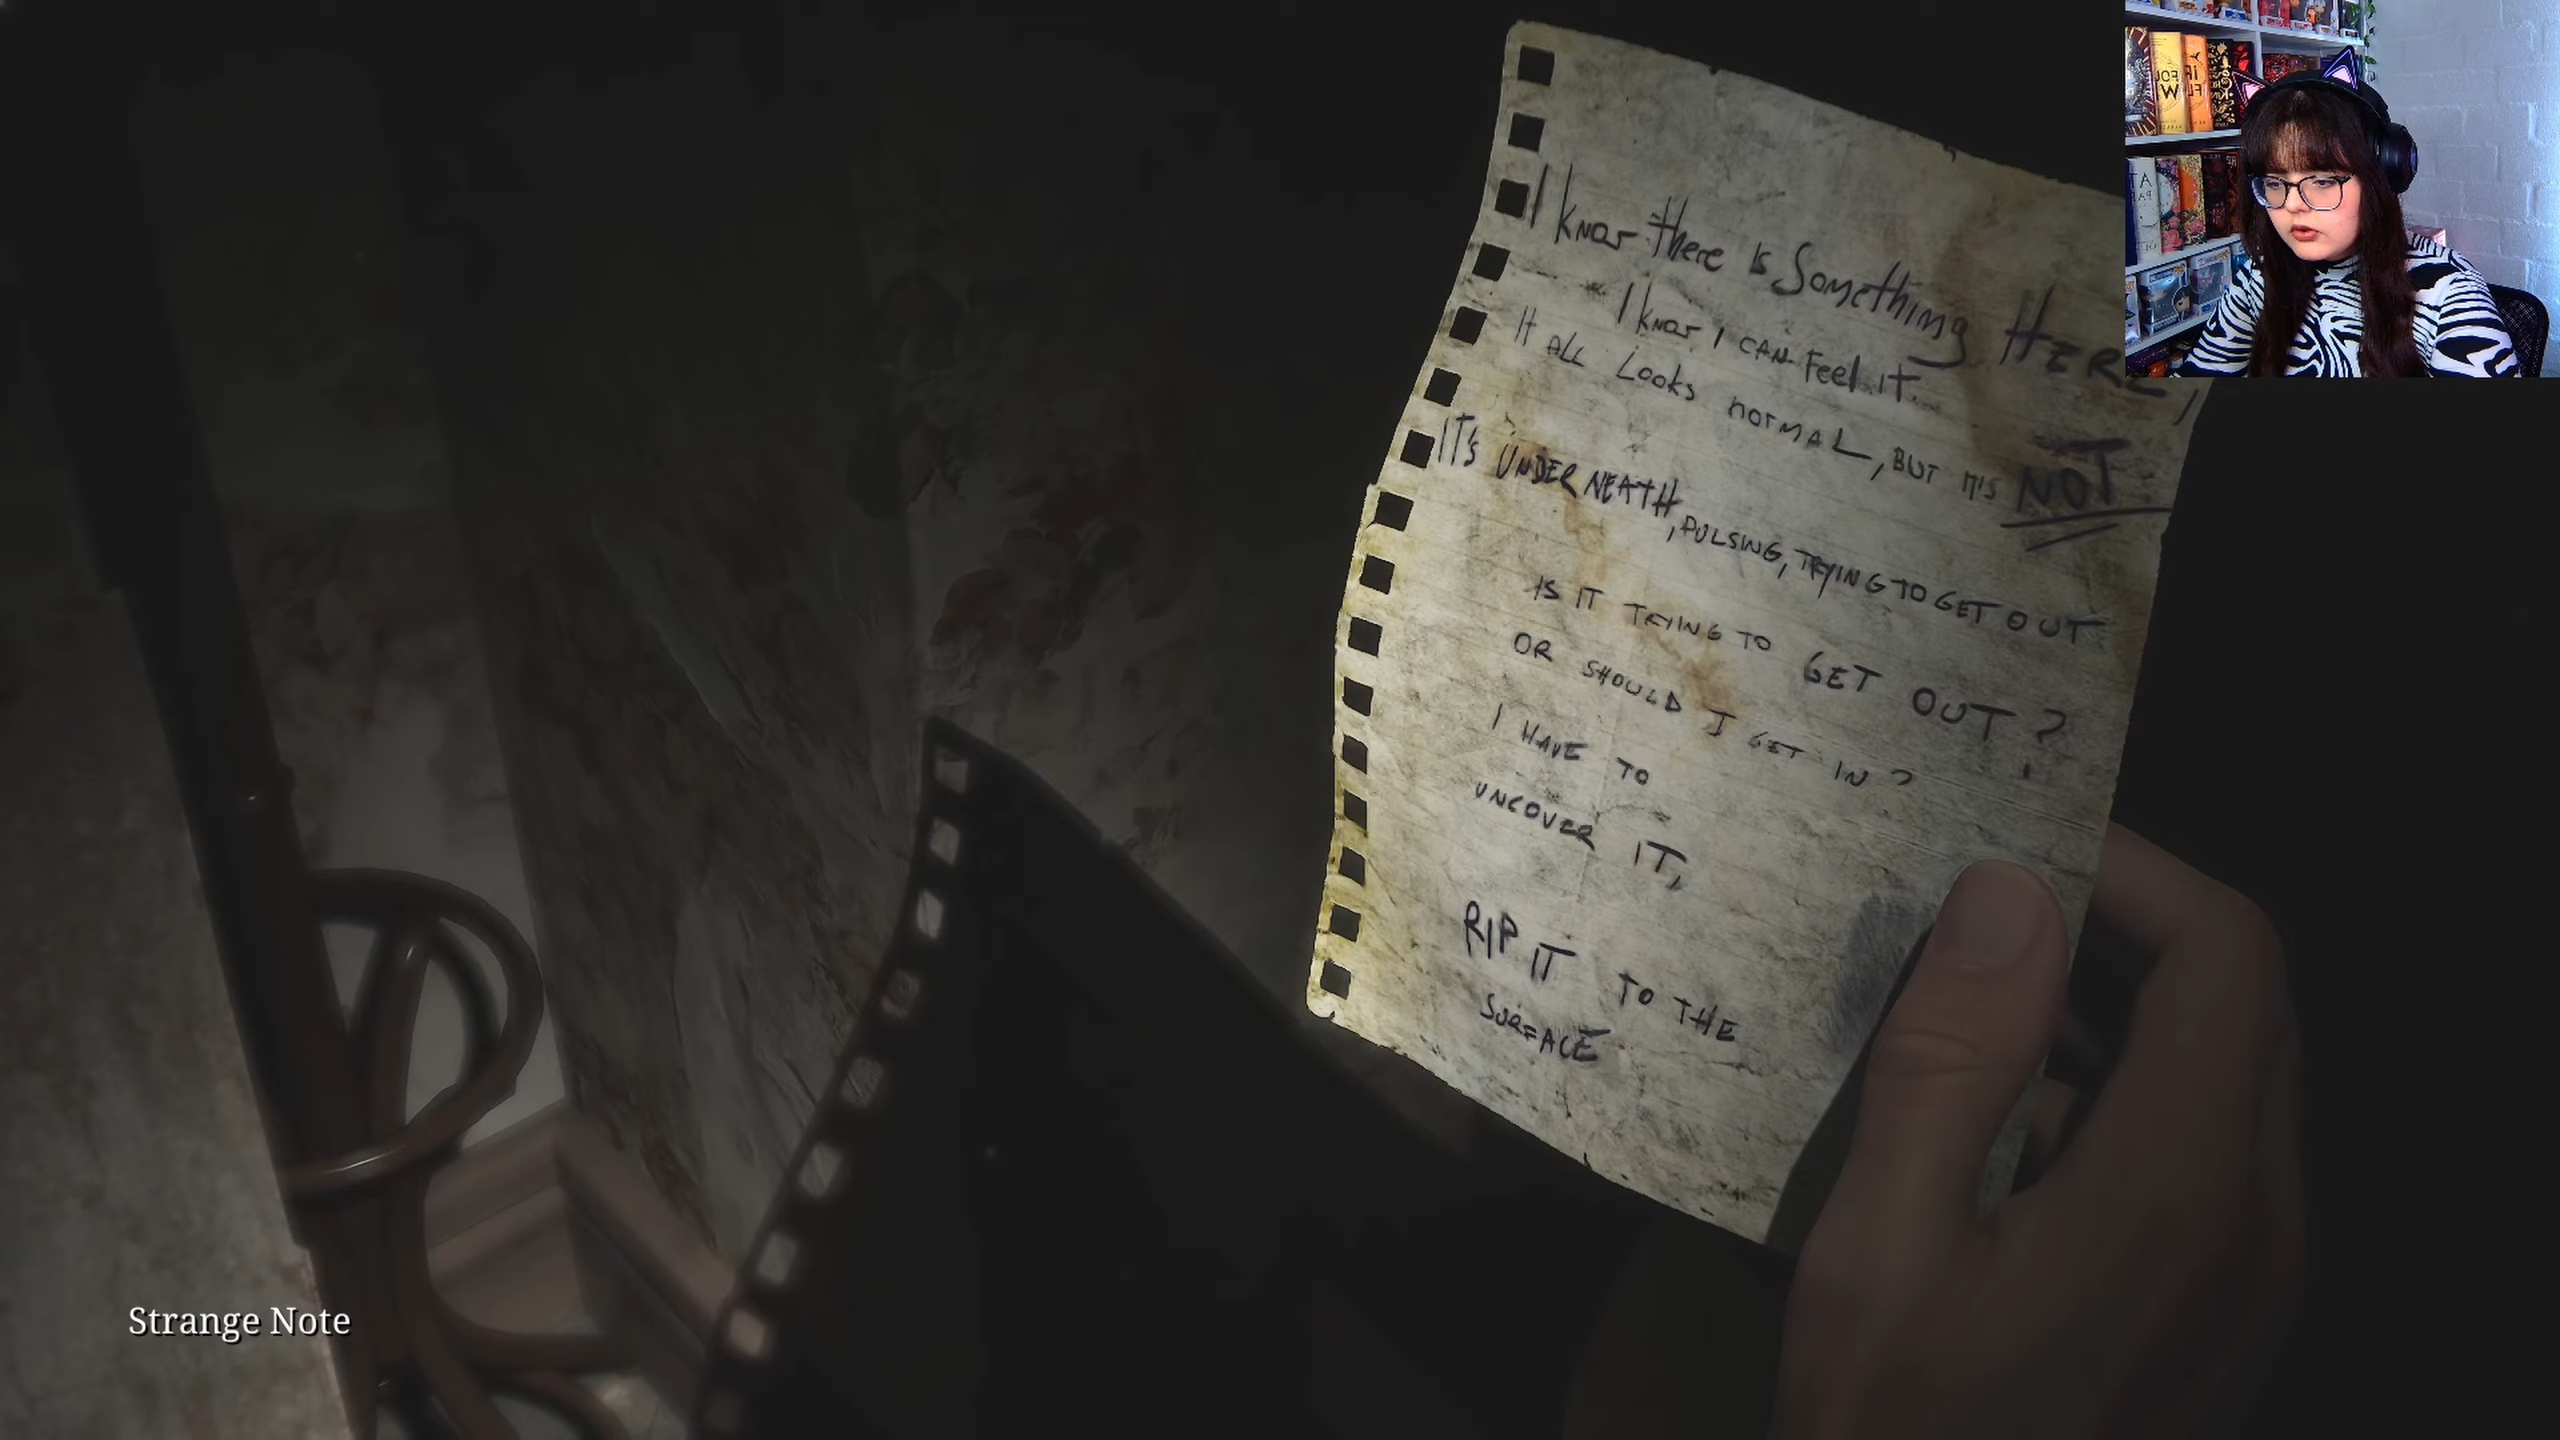 I know there is Something HERE,
I know I CAN Feel IT.
It ALL Looks normAL, BUT it's NOT
IT'S UNDERNEATH, PULSING, TRYING TO GET OUT
IS IT TRYING TO GET OUT?
OR SHOULD I GET IN?
I HAVE TO
UNCOVER IT,
RIP IT TO THE
SURFACE
Strange Note